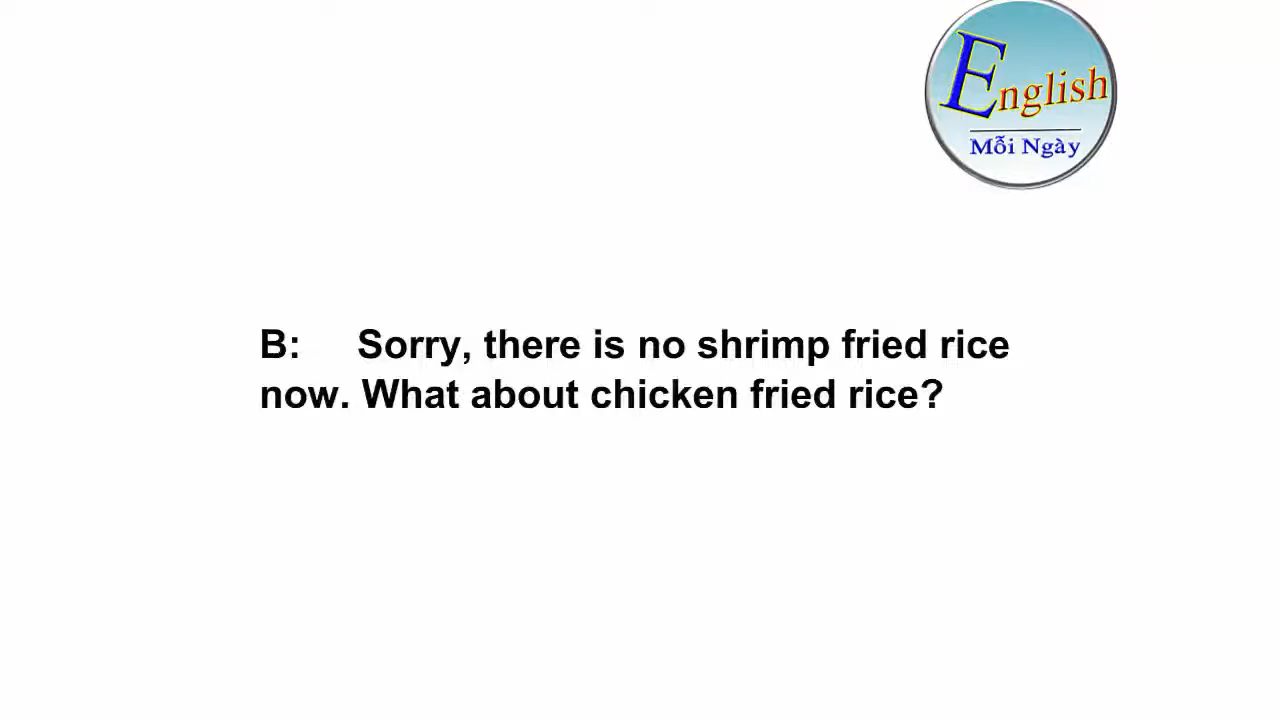 English
Mỗi Ngày
B: Sorry, there is no shrimp fried rice
now. What about chicken fried rice?